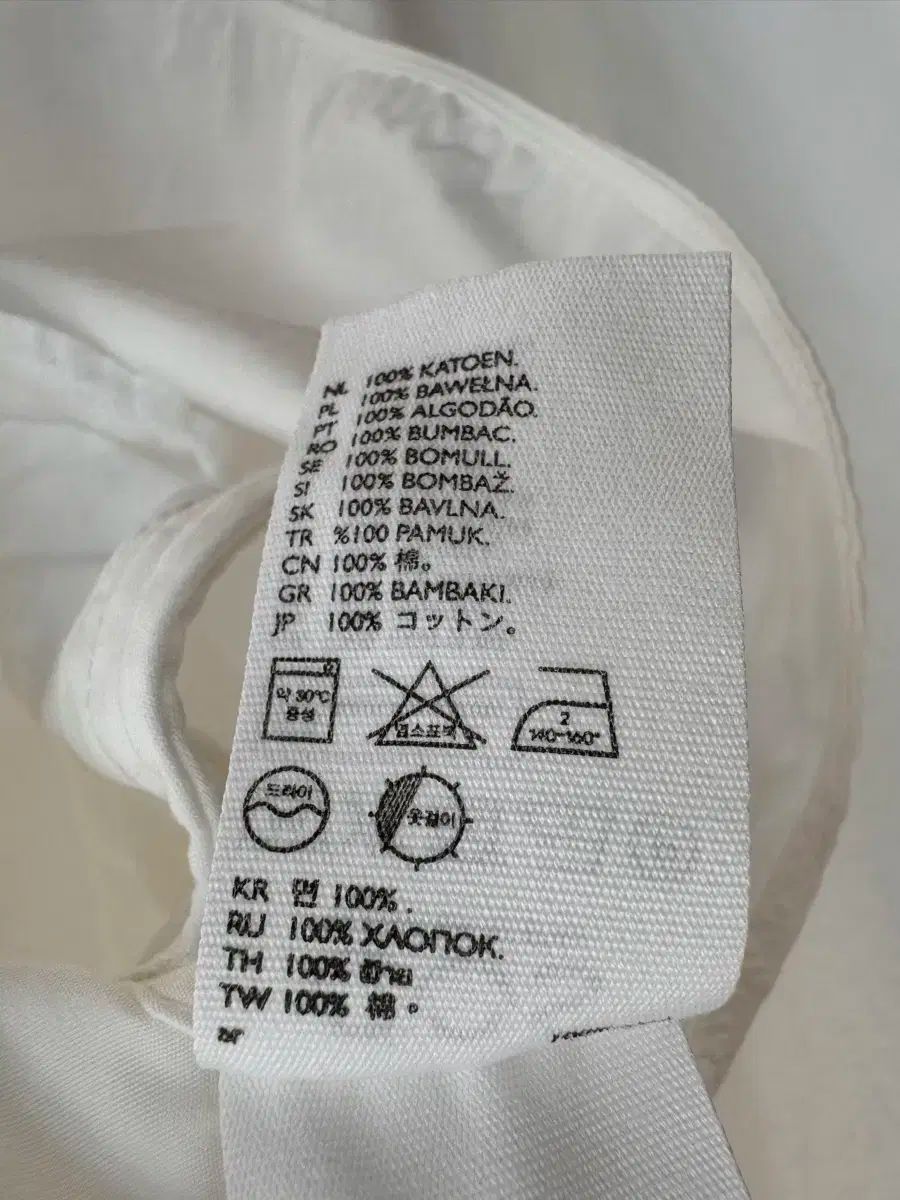 NL 100% KATOEN.
PL 100% BAWEŁNA.
PT 100% ALGODÃO.
RO 100% BUMBAC.
SE 100% BOMULL.
SI 100% BOMBAŽ.
SK 100% BAVLNA.
TR %100 PAMUK.
CN 100% 棉。
GR 100% BAMBAKI.
JP 100% コットン。
약 30℃
중성
염소표백
2
140-160°
드라이
옷걸이
KR 면 100% .
RU 100% ХЛОПОК.
TH 100% ฝ้าย
TW 100% 棉。